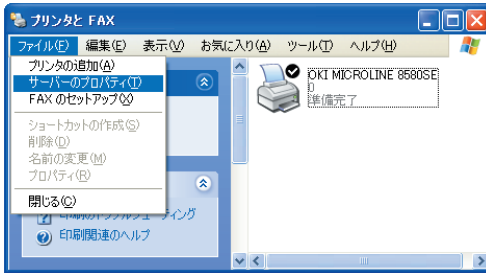 プリンタと FAX
ファイル(F) 編集(E) 表示(V) お気に入り(A) ツール(T) ヘルプ(H)
プリンタの追加(A)
サーバーのプロパティ(T)
FAX のセットアップ(X)
ショートカットの作成(S)
削除(D)
名前の変更(M)
プロパティ(R)
閉じる(C)
印刷のトラブルシューティング
印刷関連のヘルプ
OKI MICROLINE 8580SE
0
準備完了